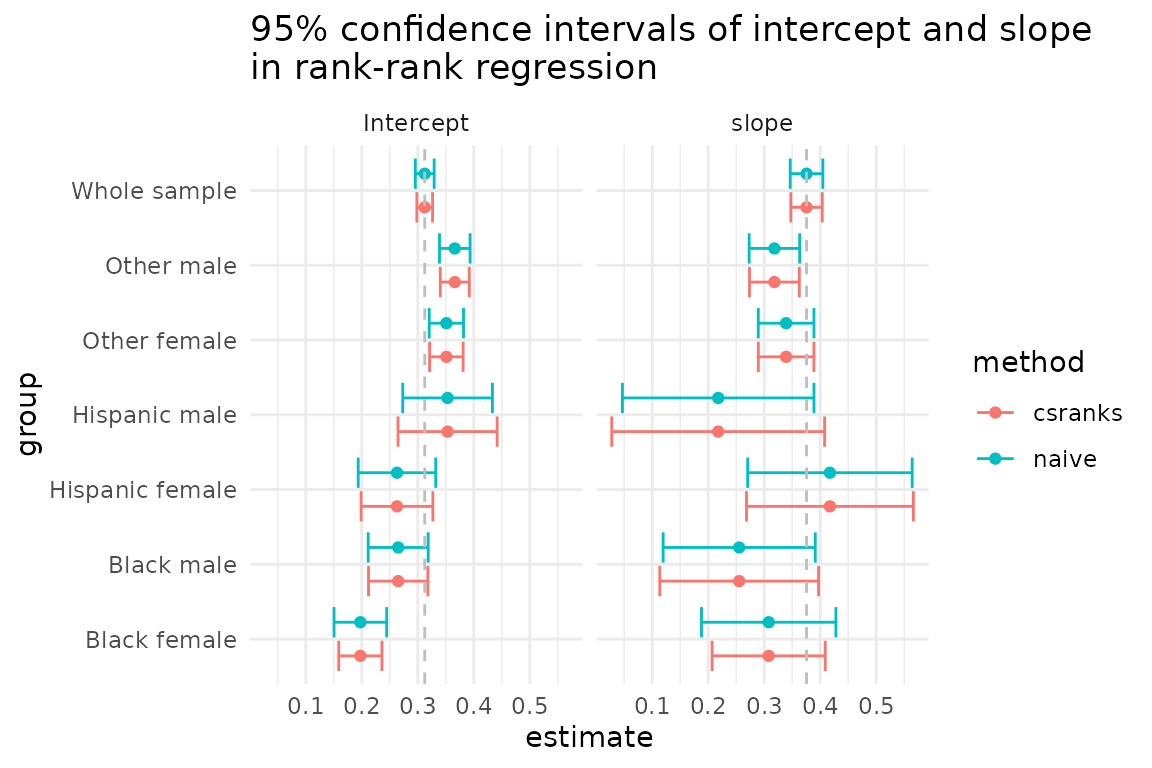 95% confidence intervals of intercept and slope
in rank-rank regression
Intercept
slope
group
Whole sample
Other male
Other female
Hispanic male
Hispanic female
Black male
Black female
method
csranks
naive
0.1 0.2 0.3 0.4 0.5
0.1 0.2 0.3 0.4 0.5
estimate